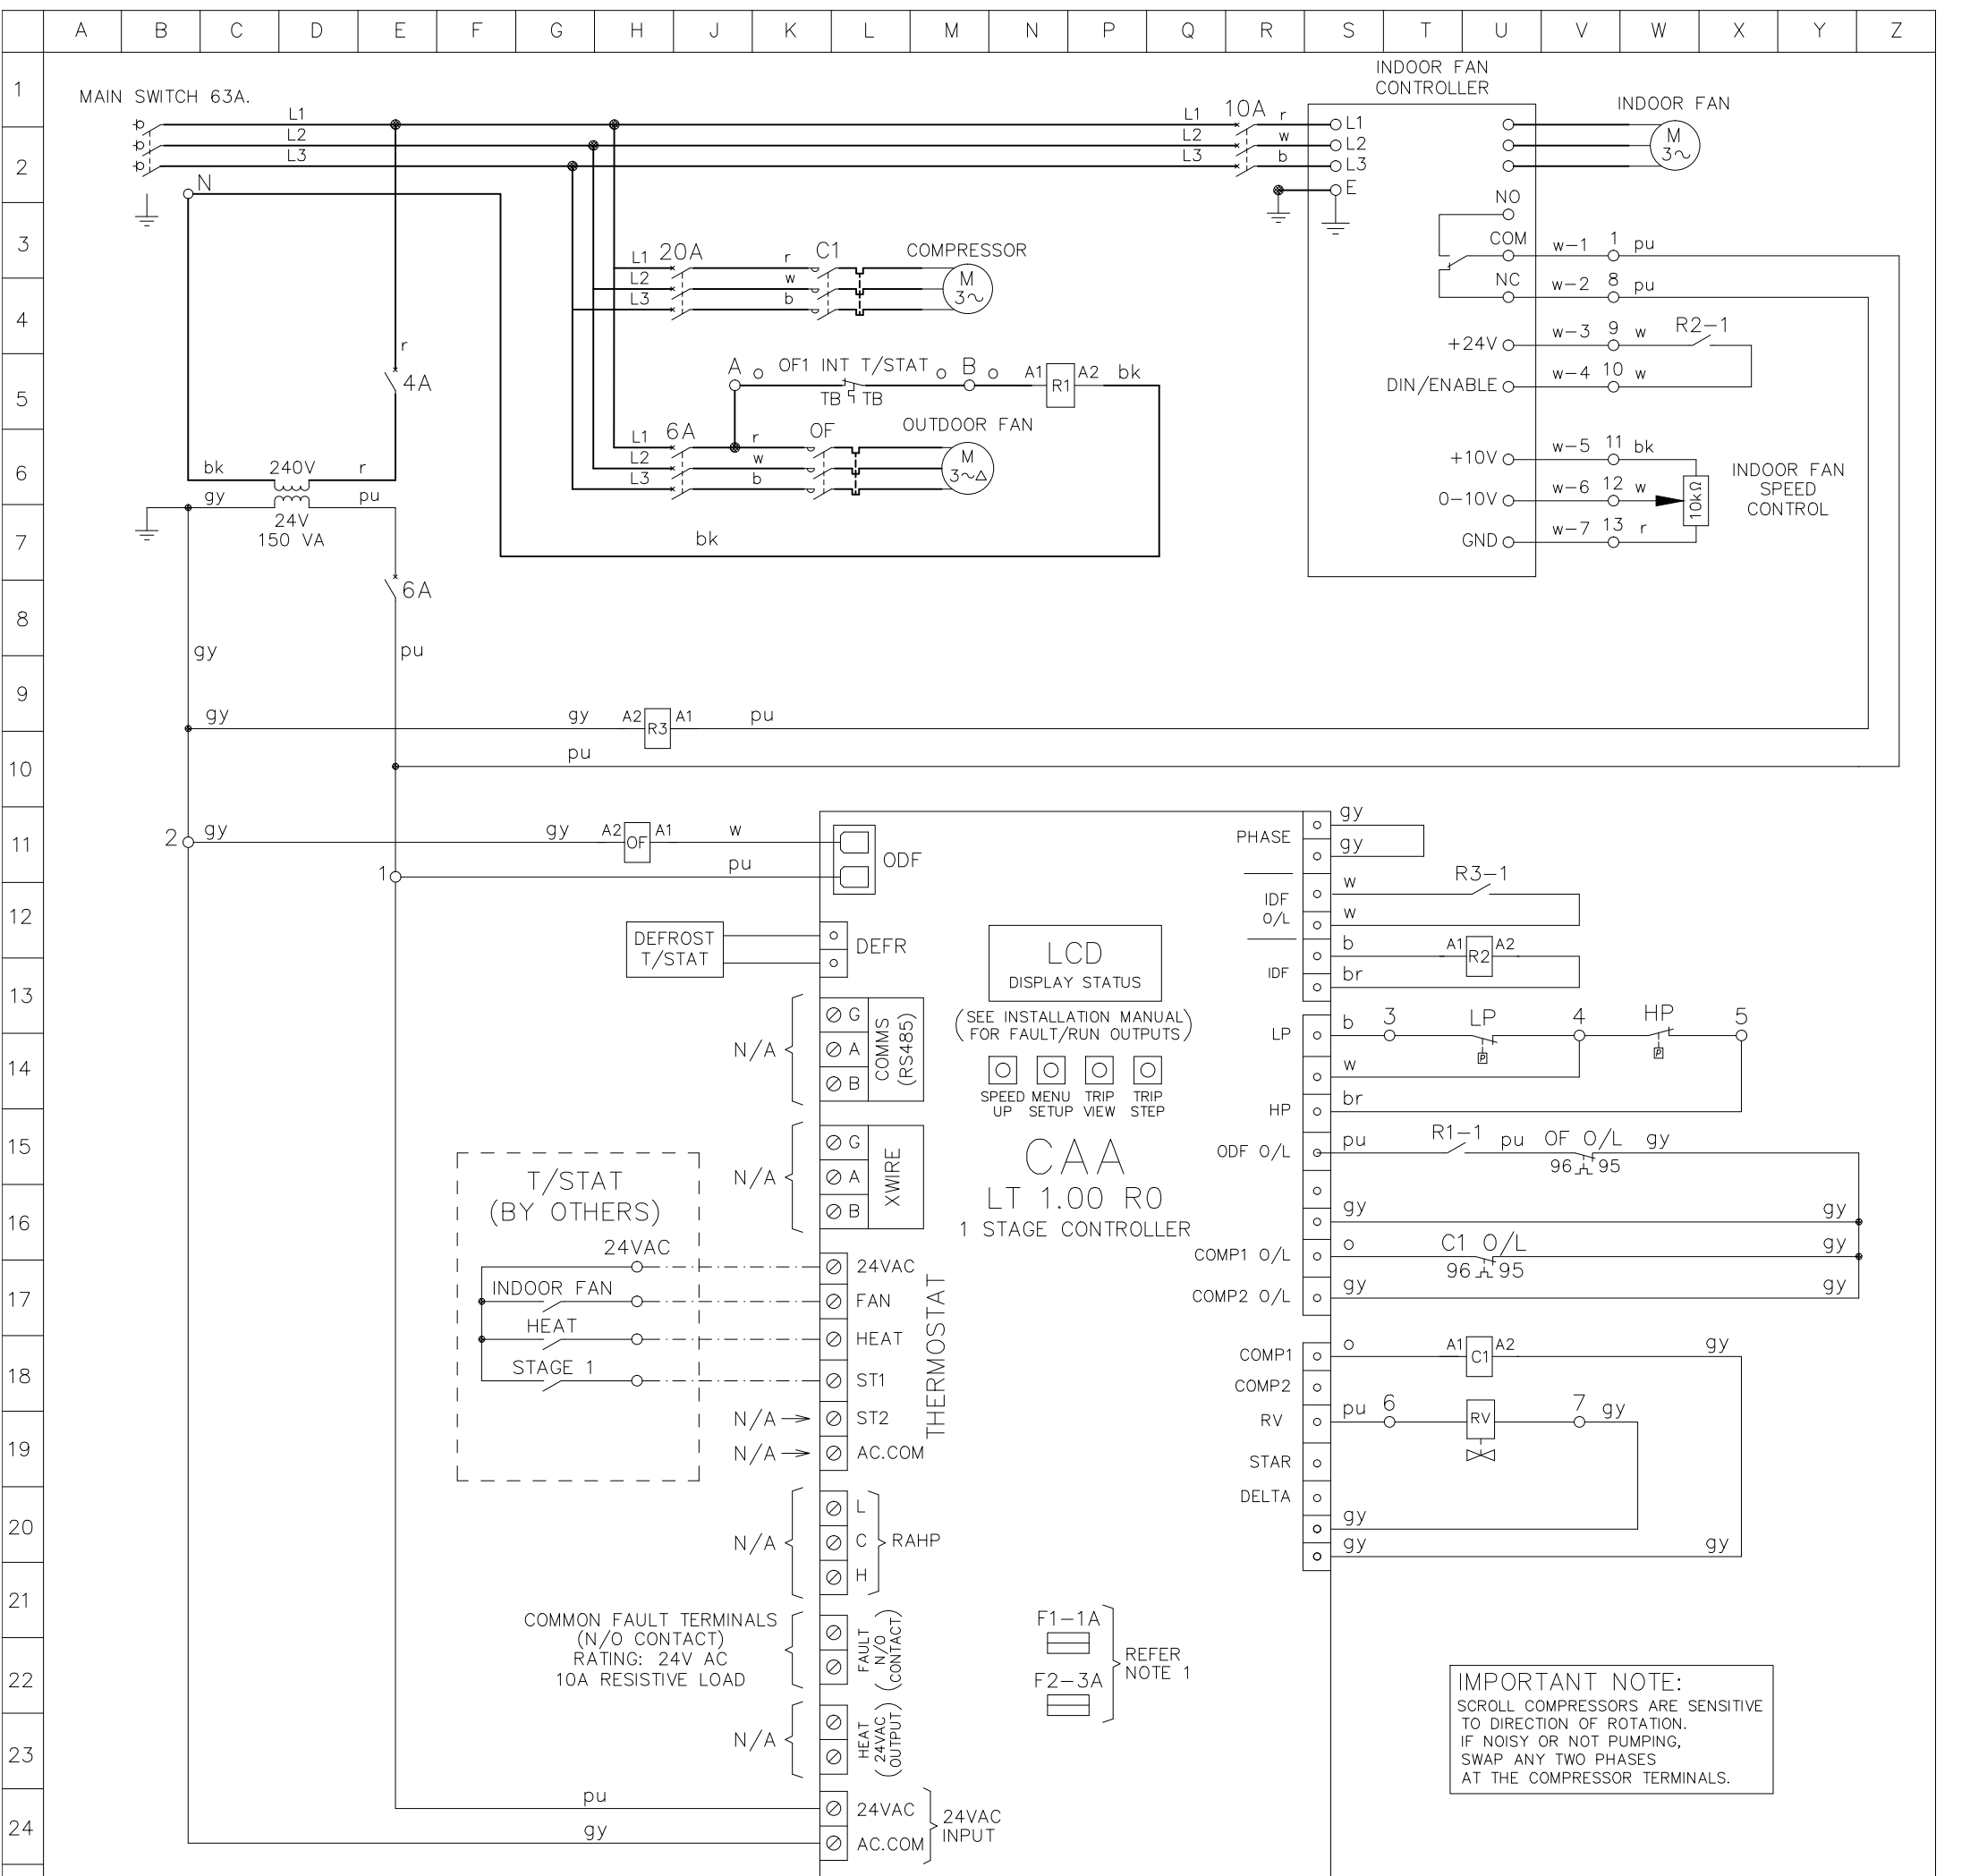 A B C D E F G H J K L M N P Q R S T U V W X Y Z
1
2
3
4
5
6
7
8
9
10
11
12
13
14
15
16
17
18
19
20
21
22
23
24
MAIN SWITCH 63A.
L1
L2
L3
N
L1 10A r
L2 w
L3 b
INDOOR FAN
CONTROLLER
L1
L2
L3
E
INDOOR FAN
M
3~
NO
COM w-1 1 pu
NC w-2 8 pu
+24V w-3 9 w R2-1
DIN/ENABLE w-4 10 w
+10V w-5 11 bk
0-10V w-6 12 w
GND w-7 13 r
10kΩ
INDOOR FAN
SPEED
CONTROL
L1 20A r C1 COMPRESSOR
L2 w
L3 b
M
3~
A o OF1 INT T/STAT o B o A1 R1 A2 bk
TB TB
L1 6A r OF OUTDOOR FAN
L2 w
L3 b
M
3~△
bk
r
4A
bk 240V r
gy pu
24V
150 VA
6A
gy pu
gy gy A2 R3 A1 pu
pu
2 gy gy A2 OF A1 w
1 pu
ODF
DEFROST
T/STAT
DEFR
N/A
G
A
B
COMMS
(RS485)
N/A
G
A
B
XWIRE
T/STAT
(BY OTHERS)
24VAC
INDOOR FAN
HEAT
STAGE 1
24VAC
FAN
HEAT
ST1
N/A ST2
N/A AC.COM
THERMOSTAT
N/A
L
C
H
RAHP
COMMON FAULT TERMINALS
(N/O CONTACT)
RATING: 24V AC
10A RESISTIVE LOAD
FAULT
(N/O
CONTACT)
N/A
HEAT
(24VAC
OUTPUT)
pu 24VAC
gy AC.COM
24VAC
INPUT
LCD
DISPLAY STATUS
(SEE INSTALLATION MANUAL
FOR FAULT/RUN OUTPUTS)
SPEED
UP
MENU
SETUP
TRIP
VIEW
TRIP
STEP
CAA
LT 1.00 R0
1 STAGE CONTROLLER
F1-1A
F2-3A
REFER
NOTE 1
PHASE
gy
gy
IDF
O/L
w R3-1
w
IDF
b A1 R2 A2
br
LP b 3 LP 4 HP 5
P P
w
HP br
ODF O/L pu R1-1 pu OF O/L gy
96 95
gy gy
COMP1 O/L o C1 O/L gy
96 95
COMP2 O/L gy gy
COMP1 o A1 C1 A2 gy
COMP2
RV pu 6 RV 7 gy
STAR
DELTA
gy
gy gy
IMPORTANT NOTE:
SCROLL COMPRESSORS ARE SENSITIVE
TO DIRECTION OF ROTATION.
IF NOISY OR NOT PUMPING,
SWAP ANY TWO PHASES
AT THE COMPRESSOR TERMINALS.